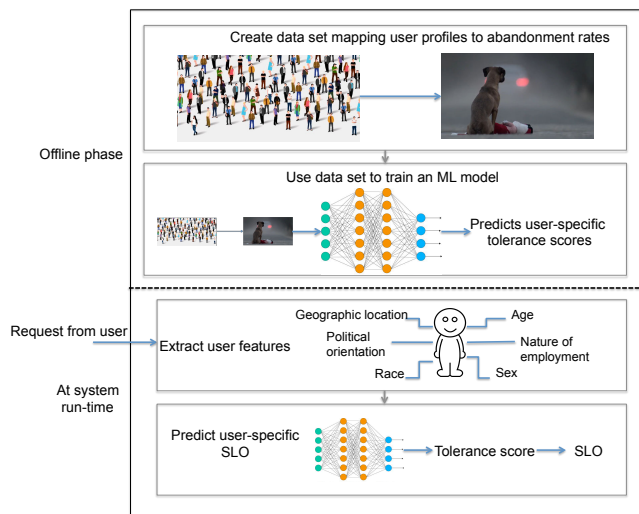 Create data set mapping user profiles to abandonment rates
Offline phase
Use data set to train an ML model
Predicts user-specific
tolerance scores
Request from user
Extract user features
Geographic location
Age
Political
orientation
Nature of
employment
Race
Sex
At system
run-time
Predict user-specific
SLO
Tolerance score
SLO